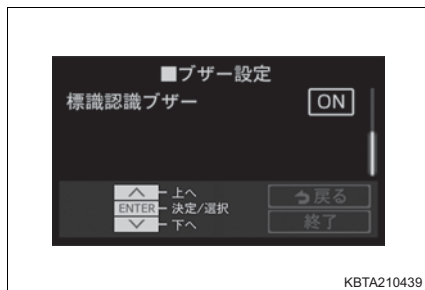 ■ブザー設定
標識認識ブザー ON
上へ
ENTER 決定/選択
下へ
戻る
終了
KBTA210439